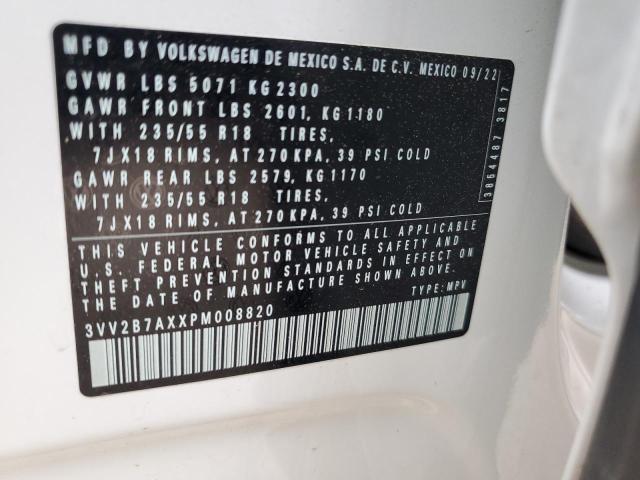 MFD BY VOLKSWAGEN DE MEXICO S.A. DE C.V. MEXICO 09/22
GVWR LBS 5071 KG 2300
GAWR FRONT LBS 2601, KG 1180
WITH 235/55 R18 TIRES,
7JX18 RIMS, AT 270 KPA, 39 PSI COLD
GAWR REAR LBS 2579, KG 1170
WITH 235/55 R18 TIRES,
7JX18 RIMS, AT 270 KPA, 39 PSI COLD
THIS VEHICLE CONFORMS TO ALL APPLICABLE
U.S. FEDERAL MOTOR VEHICLE SAFETY AND
THEFT PREVENTION STANDARDS IN EFFECT ON
THE DATE OF MANUFACTURE SHOWN ABOVE.
3VV2B7AXXPM008820 TYPE: MPV
3854487 3817